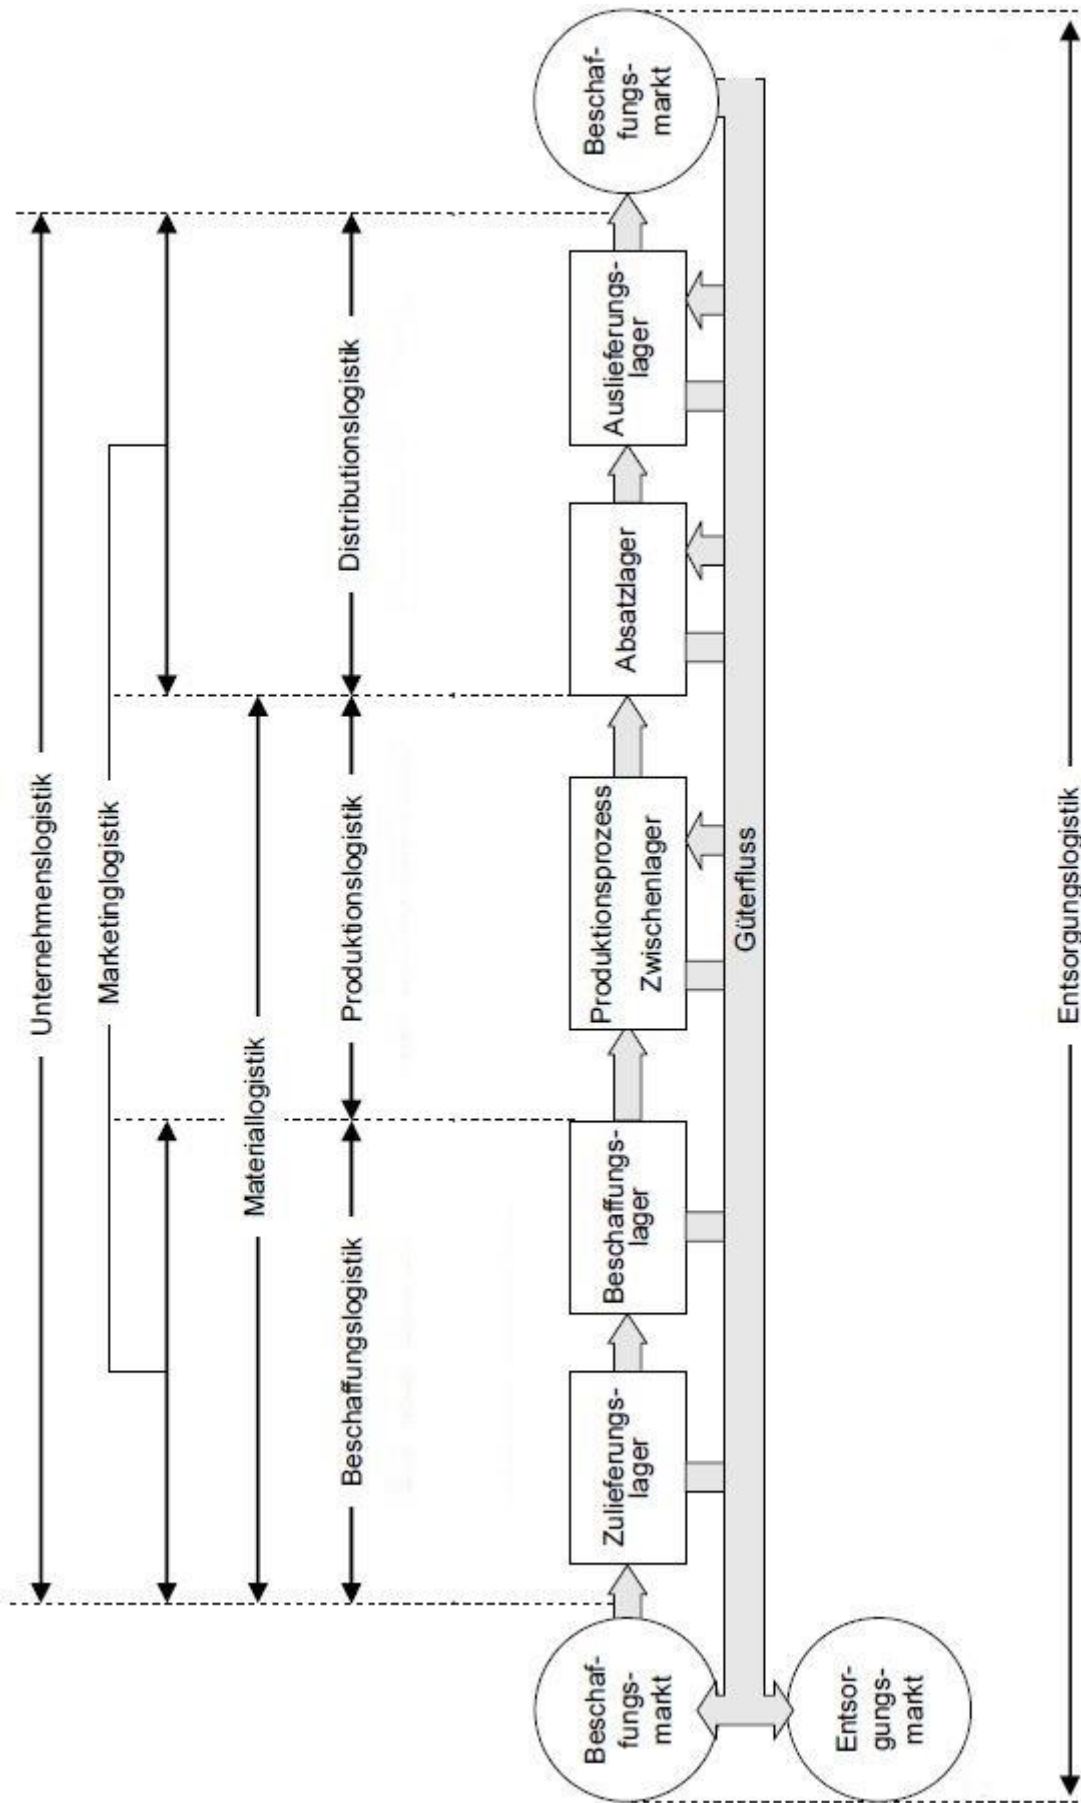 Unternehmenslogistik
Marketinglogistik
Materiallogistik
Beschaffungslogistik
Produktionslogistik
Distributionslogistik
Beschaf-
fungs-
markt
Zulieferungs-
lager
Beschaffungs-
lager
Produktionsprozess
Zwischenlager
Absatzlager
Auslieferungs-
lager
Beschaf-
fungs-
markt
Güterfluss
Entsor-
gungs-
markt
Entsorgungslogistik